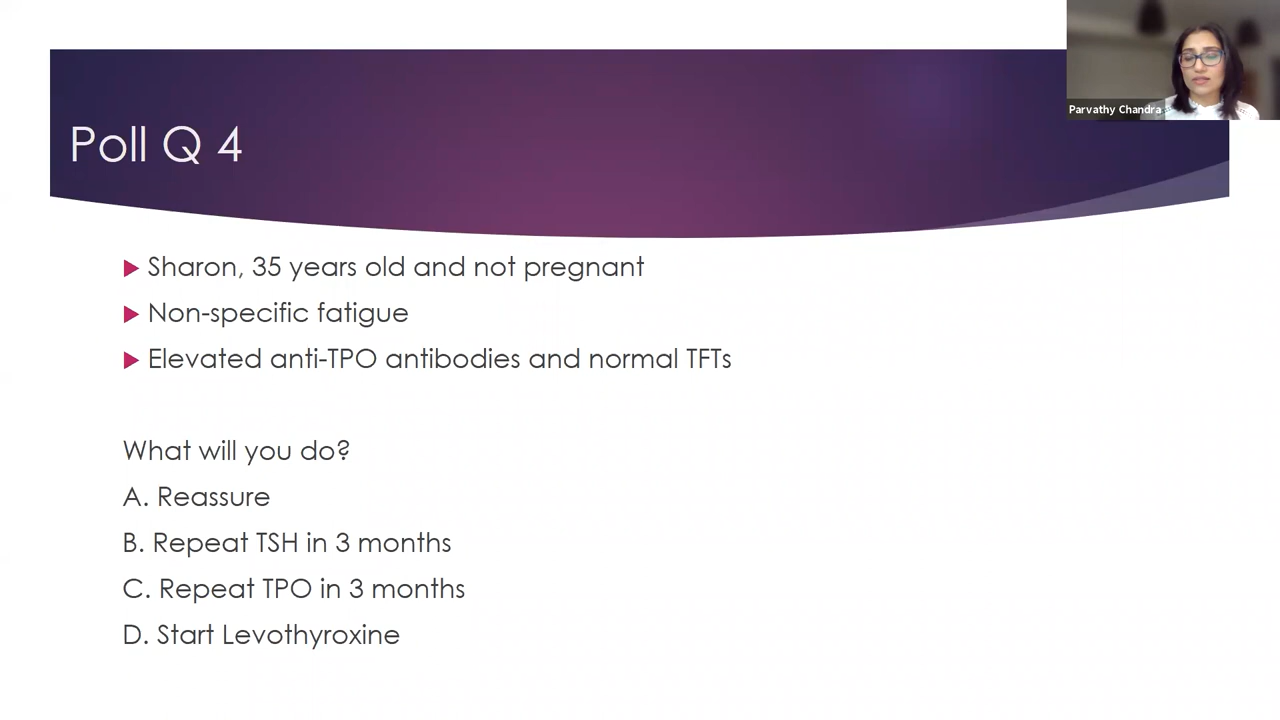 Parvathy Chandra
Poll Q 4
Sharon, 35 years old and not pregnant
Non-specific fatigue
Elevated anti-TPO antibodies and normal TFTs
What will you do?
A. Reassure
B. Repeat TSH in 3 months
C. Repeat TPO in 3 months
D. Start Levothyroxine